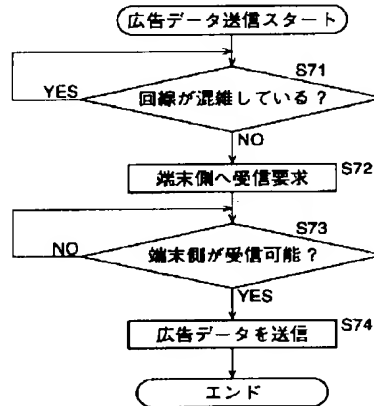 広告データ送信スタート
S71
回線が混雑している？
YES
NO
S72
端末側へ受信要求
S73
端末側が受信可能？
NO
YES
S74
広告データを送信
エンド